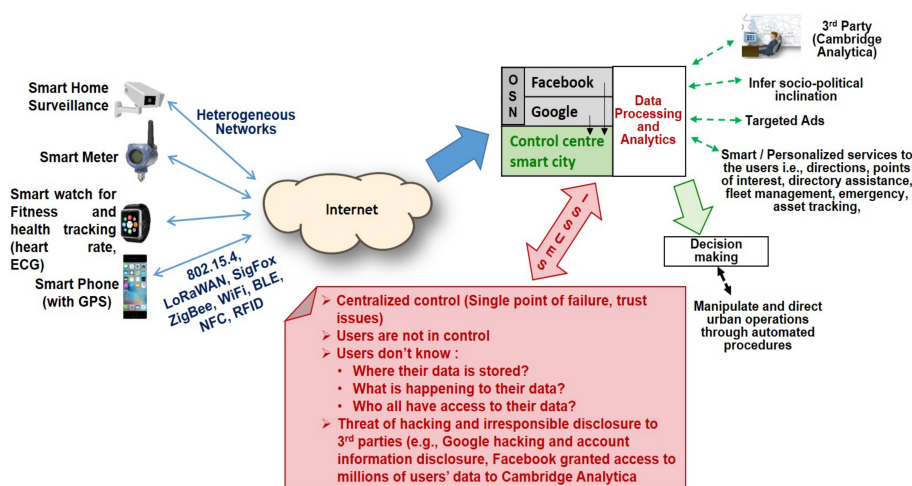 Smart Home
Surveillance
Smart Meter
Smart watch for
Fitness and
health tracking
(heart rate,
ECG)
Smart Phone
(with GPS)
Heterogeneous
Networks
802.15.4,
LoRaWAN, SigFox
ZigBee, WiFi, BLE,
NFC, RFID
Internet
OSN
Facebook
Google
Control centre
smart city
Data
Processing
and
Analytics
3rd Party
(Cambridge
Analytica)
Infer socio-political
inclination
Targeted Ads
Smart / Personalized services to
the users i.e., directions, points
of interest, directory assistance,
fleet management, emergency,
asset tracking,
Decision
making
Manipulate and direct
urban operations
through automated
procedures
ISSUES
➢ Centralized control (Single point of failure, trust
issues)
➢ Users are not in control
➢ Users don't know :
• Where their data is stored?
• What is happening to their data?
• Who all have access to their data?
➢ Threat of hacking and irresponsible disclosure to
3rd parties (e.g., Google hacking and account
information disclosure, Facebook granted access to
millions of users' data to Cambridge Analytica